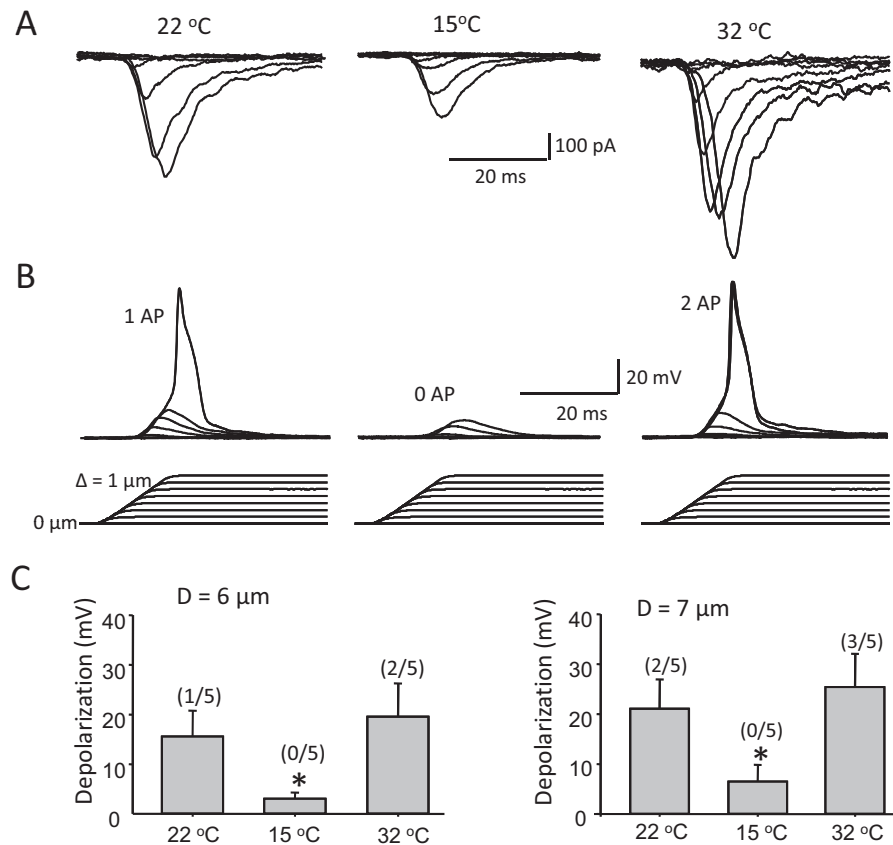 A
22 °C
15°C
32 °C
100 pA
20 ms
B
1 AP
0 AP
2 AP
20 mV
20 ms
Δ = 1 μm
0 μm
C
D = 6 μm
Depolarization (mV)
40
30
20
10
0
(1/5)
(0/5)
*
(2/5)
22 °C
15 °C
32 °C
D = 7 μm
Depolarization (mV)
40
30
20
10
0
(2/5)
(0/5)
*
(3/5)
22 °C
15 °C
32 °C